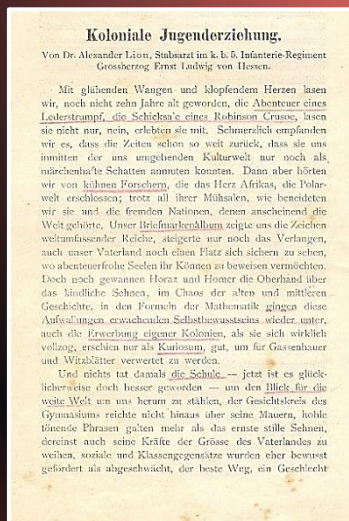 Koloniale Jugenderziehung.
Von Dr. Alexander Lion, Stabsarzt im k. b. 5. Infanterie-Regiment
Grossherzog Ernst Ludwig von Hessen.
Mit glühenden Wangen und klopfendem Herzen lasen
wir, noch nicht zehn Jahre alt geworden, die Abenteuer eines
Lederstrumpf, die Schicksale eines Robinson Crusoe, lasen
sie nicht nur, nein, erlebten sie mit. Schmerzlich empfanden
wir es, dass die Zeiten schon so weit zurück, dass sie uns
inmitten der uns umgebenden Kulturwelt nur noch als
märchenhafte Schatten anmuten konnten. Dann aber hörten
wir von kühnen Forschern, die das Herz Afrikas, die Polar-
welt erschlossen; trotz all ihrer Mühsalen, wie beneideten
wir sie und die fremden Nationen, denen anscheinend die
Welt gehörte. Unser Briefmarkenalbum zeigte uns die Zeichen
weltumfassender Reiche, steigerte nur noch das Verlangen,
auch unser Vaterland noch einen Platz sich sichern zu sehen,
wo abenteuerfrohe Seelen ihr Können zu beweisen vermöchten.
Doch noch gewannen Horaz und Homer die Oberhand über
das kindliche Sehnen, im Chaos der alten und mittleren
Geschichte, in den Formeln der Mathematik gingen diese
Aufwallungen erwachenden Selbstbewusstseins wieder unter,
auch die Erwerbung eigener Kolonien, als sie sich wirklich
vollzog, erschien nur als Kuriosum, gut, um für Gassenhauer
und Witzblätter verwertet zu werden.
Und nichts tat damals die Schule — jetzt ist es glück-
licherweise doch besser geworden — um den Blick für die
weite Welt um uns herum zu stählen, der Gesichtskreis des
Gymnasiums reichte nicht hinaus über seine Mauern, hohle
tönende Phrasen galten mehr als das ernste stille Sehnen,
dereinst auch seine Kräfte der Grösse des Vaterlandes zu
weihen, soziale und Klassengegensätze wurden eher bewusst
gefördert als abgeschwächt, der beste Weg, ein Geschlecht